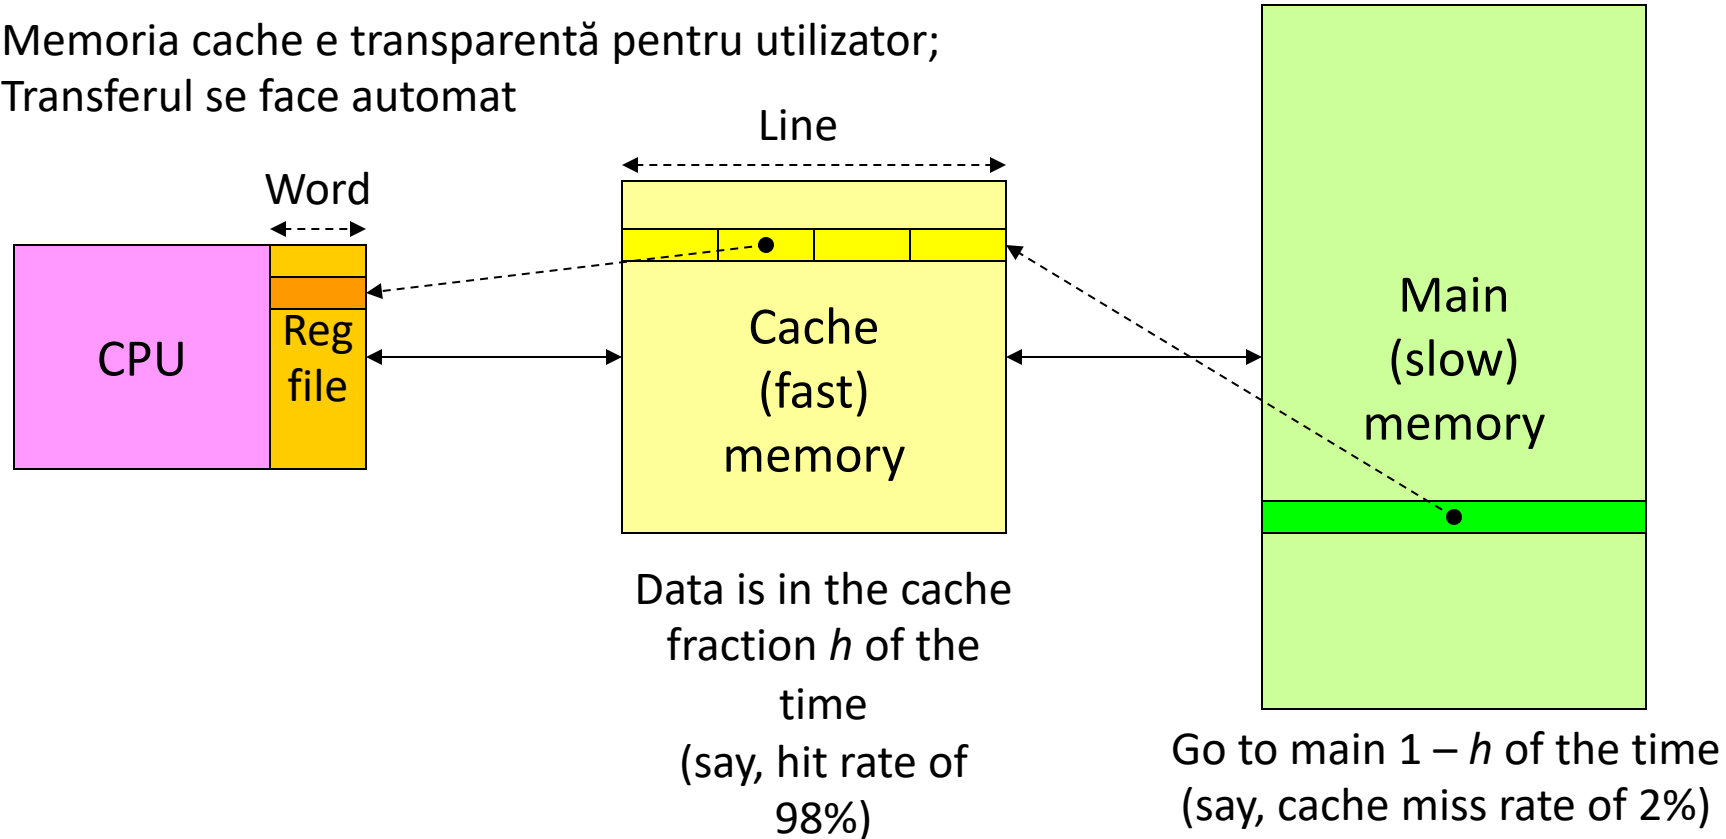 Memoria cache e transparentă pentru utilizator;
Transferul se face automat
Line
Word
CPU
Reg
file
Cache
(fast)
memory
Main
(slow)
memory
Data is in the cache
fraction h of the
time
(say, hit rate of
98%)
Go to main 1 – h of the time
(say, cache miss rate of 2%)